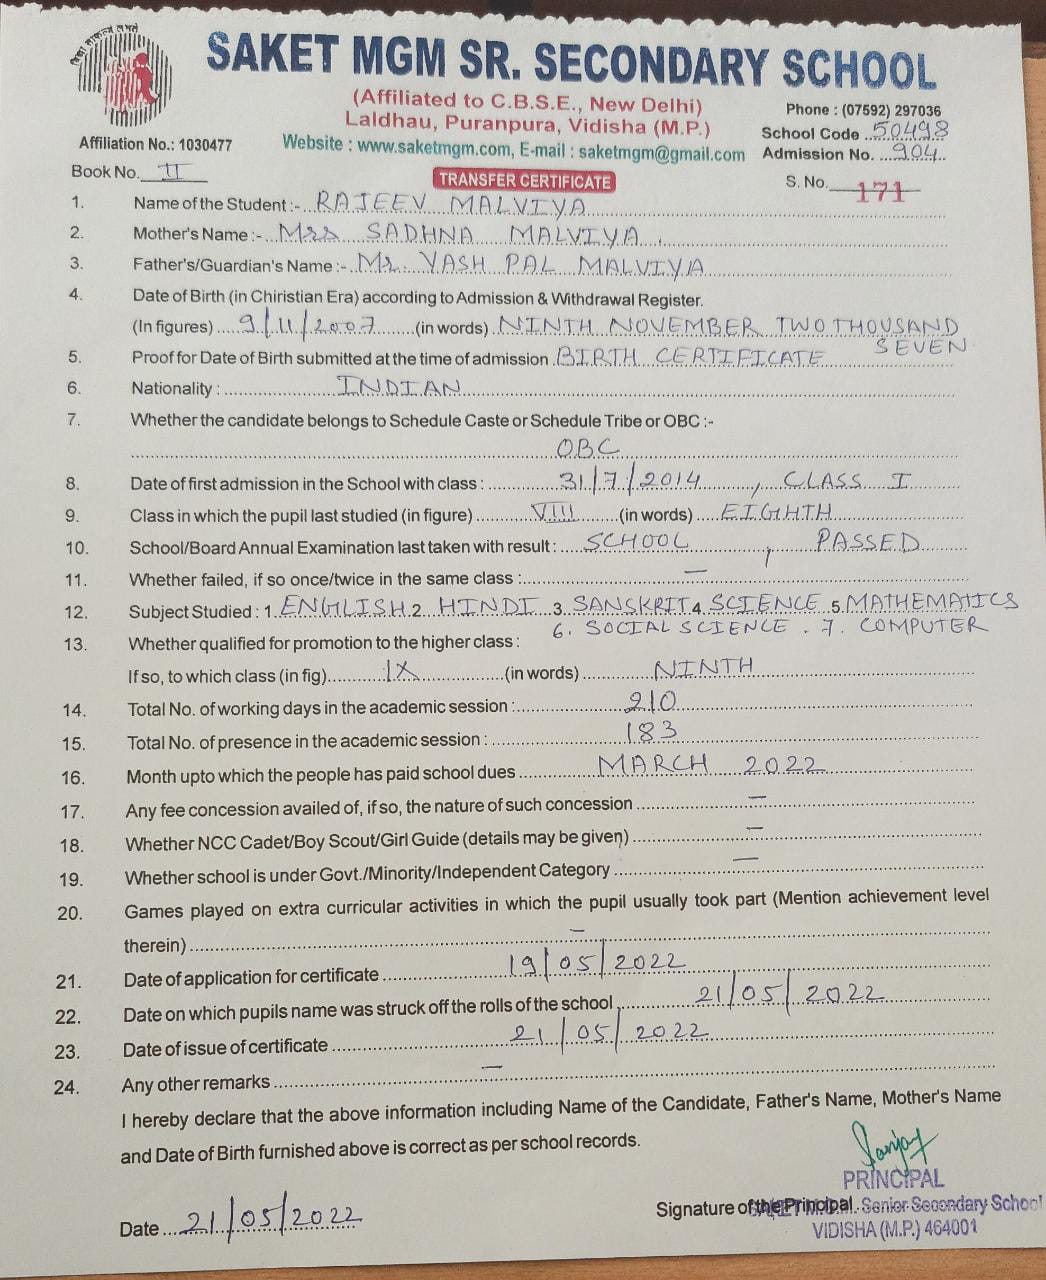 SAKET MGM SR. SECONDARY SCHOOL
(Affiliated to C.B.S.E., New Delhi)
Phone : (07592) 297036
Laldhau, Puranpura, Vidisha (M.P.)
School Code 50498
Affiliation No.: 1030477
Website : www.saketmgm.com, E-mail : saketmgm@gmail.com
Admission No. 904
Book No. II
TRANSFER CERTIFICATE
S. No. 171
1. Name of the Student :- RAJEEV MALVIYA
2. Mother's Name :- Mrs SADHNA MALVIYA
3. Father's/Guardian's Name :- Mr. YASH PAL MALVIYA
4. Date of Birth (in Chiristian Era) according to Admission & Withdrawal Register.
(In figures) 9/11/2007 (in words) NINTH NOVEMBER TWO THOUSAND
SEVEN
5. Proof for Date of Birth submitted at the time of admission BIRTH CERTIFICATE
6. Nationality : INDIAN
7. Whether the candidate belongs to Schedule Caste or Schedule Tribe or OBC :-
OBC
8. Date of first admission in the School with class : 31/7/2014, CLASS I
9. Class in which the pupil last studied (in figure) VIII (in words) EIGHTH
10. School/Board Annual Examination last taken with result : SCHOOL , PASSED
11. Whether failed, if so once/twice in the same class : —
12. Subject Studied : 1. ENGLISH 2. HINDI 3. SANSKRIT 4. SCIENCE 5. MATHEMATICS
6. SOCIAL SCIENCE . 7. COMPUTER
13. Whether qualified for promotion to the higher class :
If so, to which class (in fig) IX (in words) NINTH
14. Total No. of working days in the academic session : 210
15. Total No. of presence in the academic session : 183
16. Month upto which the people has paid school dues MARCH 2022
17. Any fee concession availed of, if so, the nature of such concession —
18. Whether NCC Cadet/Boy Scout/Girl Guide (details may be given) —
19. Whether school is under Govt./Minority/Independent Category —
20. Games played on extra curricular activities in which the pupil usually took part (Mention achievement level
therein) —
21. Date of application for certificate 19/05/2022
22. Date on which pupils name was struck off the rolls of the school 21/05/2022
23. Date of issue of certificate 21/05/2022
24. Any other remarks —
I hereby declare that the above information including Name of the Candidate, Father's Name, Mother's Name
and Date of Birth furnished above is correct as per school records.
Sanjay
PRINCIPAL
Signature of the Principal Senior Secondary School
Date 21/05/2022
VIDISHA (M.P.) 464001